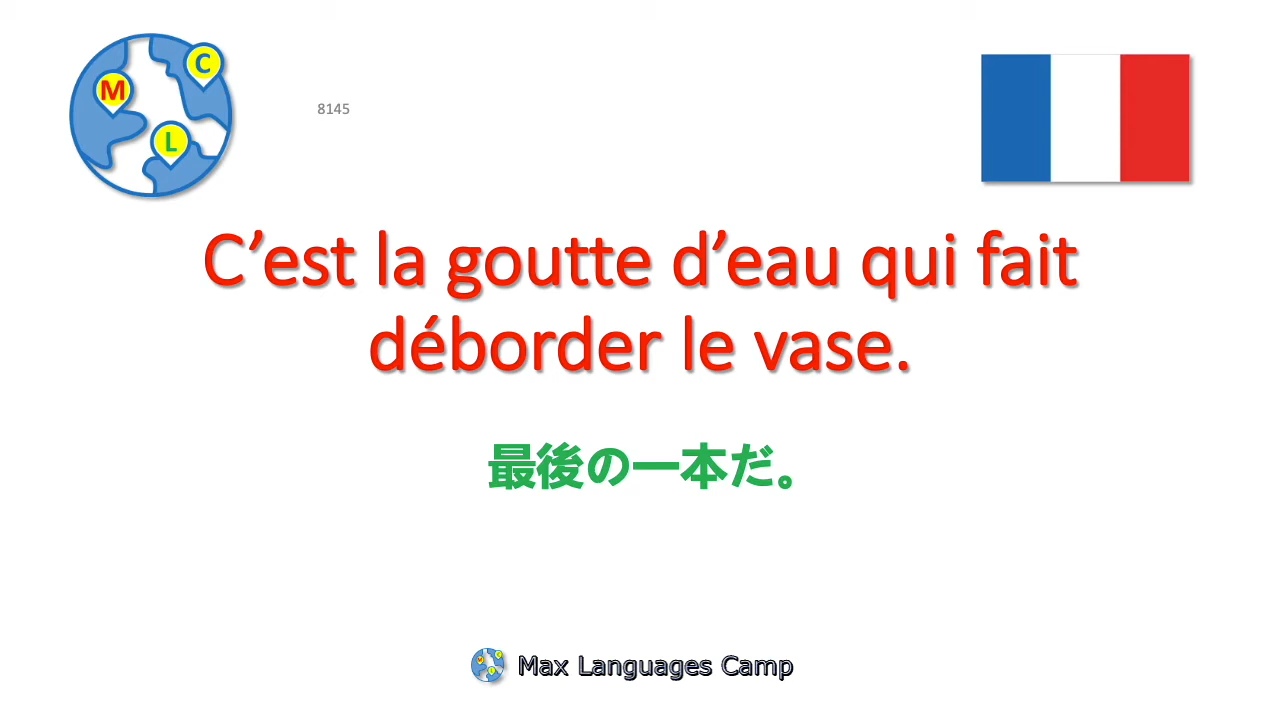 C
M
L
8145
C’est la goutte d’eau qui fait
déborder le vase.
最後の一本だ。
Max Languages Camp